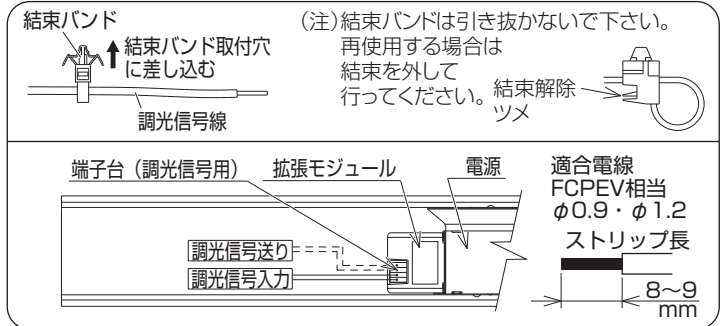 結束バンド
結束バンド取付穴
に差し込む
調光信号線
(注)結束バンドは引き抜かないで下さい。
再使用する場合は
結束を外して
行ってください。
結束解除
ツメ
端子台(調光信号用)
拡張モジュール
電源
調光信号送り
調光信号入力
適合電線
FCPEV相当
φ0.9・φ1.2
ストリップ長
8〜9
mm